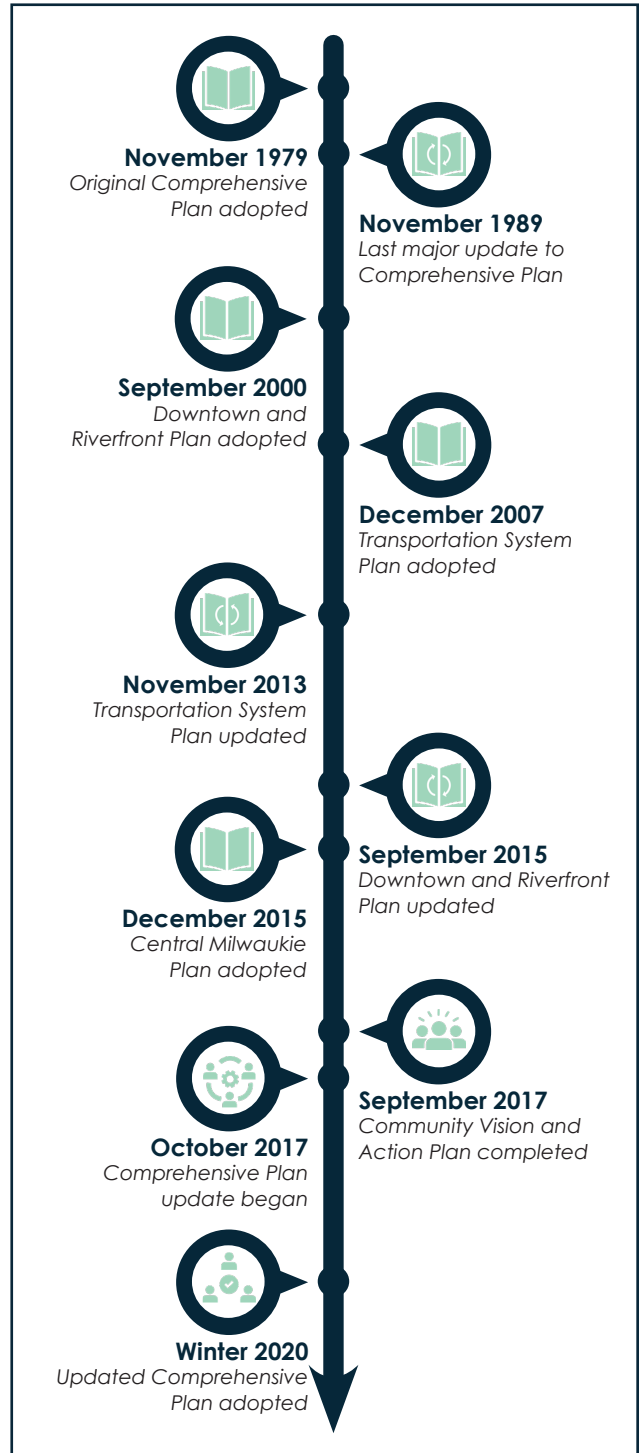 November 1979
Original Comprehensive
Plan adopted
November 1989
Last major update to
Comprehensive Plan
September 2000
Downtown and
Riverfront Plan adopted
December 2007
Transportation System
Plan adopted
November 2013
Transportation System
Plan updated
September 2015
Downtown and Riverfront
Plan updated
December 2015
Central Milwaukie
Plan adopted
September 2017
Community Vision and
Action Plan completed
October 2017
Comprehensive Plan
update began
Winter 2020
Updated Comprehensive
Plan adopted